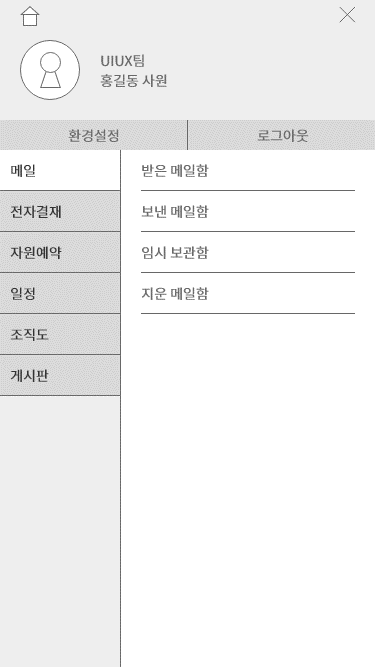 UIUX팀
홍길동 사원
환경설정
로그아웃
메일
전자결재
자원예약
일정
조직도
게시판
받은 메일함
보낸 메일함
임시 보관함
지운 메일함